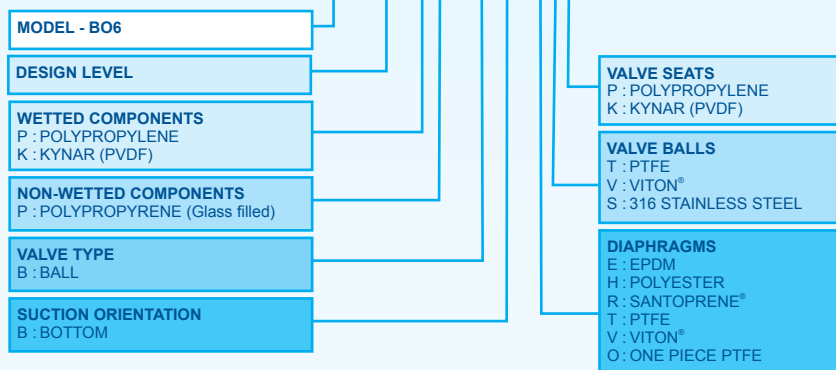 MODEL - BO6
DESIGN LEVEL
WETTED COMPONENTS
P : POLYPROPYLENE
K : KYNAR (PVDF)
NON-WETTED COMPONENTS
P : POLYPROPYRENE (Glass filled)
VALVE TYPE
B : BALL
SUCTION ORIENTATION
B : BOTTOM
VALVE SEATS
P : POLYPROPYLENE
K : KYNAR (PVDF)
VALVE BALLS
T : PTFE
V : VITON®
S : 316 STAINLESS STEEL
DIAPHRAGMS
E : EPDM
H : POLYESTER
R : SANTOPRENE®
T : PTFE
V : VITON®
O : ONE PIECE PTFE